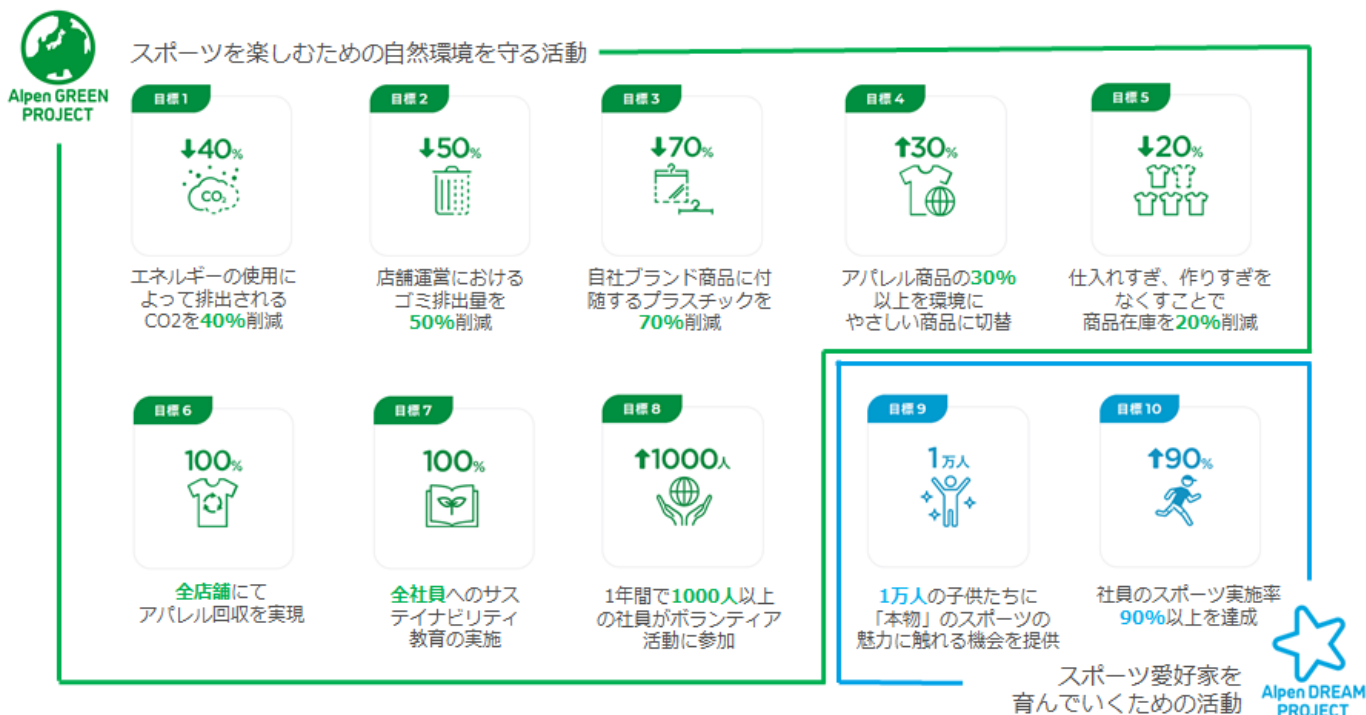 スポーツを楽しむための自然環境を守る活動
Alpen GREEN
PROJECT
目標1
↓40%
CO2
エネルギーの使用に
よって排出される
CO2を40%削減
目標2
↓50%
店舗運営における
ゴミ排出量を
50%削減
目標3
↓70%
自社ブランド商品に付
随するプラスチックを
70%削減
目標4
↑30%
アパレル商品の30%
以上を環境に
やさしい商品に切替
目標5
↓20%
仕入れすぎ、作りすぎを
なくすことで
商品在庫を20%削減
目標6
100%
全店舗にて
アパレル回収を実現
目標7
100%
全社員へのサス
テイナビリティ
教育の実施
目標8
↑1000人
1年間で1000人以上
の社員がボランティア
活動に参加
目標9
1万人
1万人の子供たちに
「本物」のスポーツの
魅力に触れる機会を提供
目標10
↑90%
社員のスポーツ実施率
90%以上を達成
スポーツ愛好家を
育んでいくための活動
Alpen DREAM
PROJECT